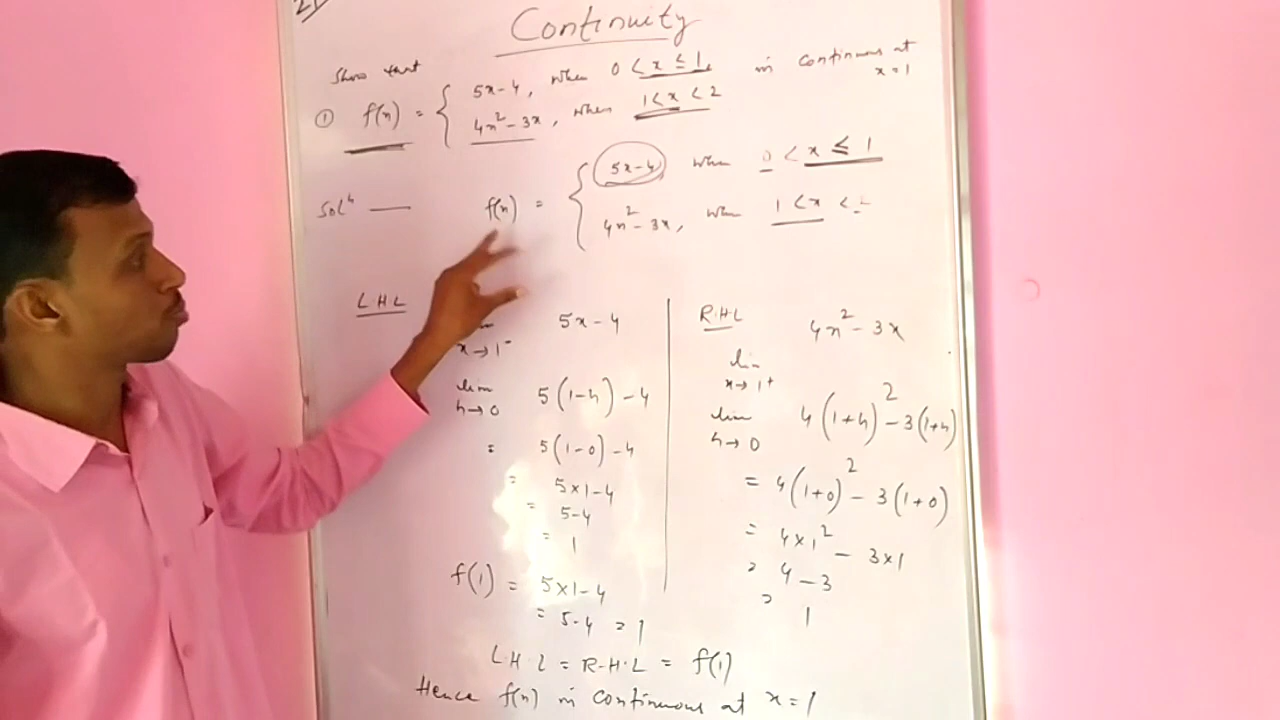 Continuity
Show that
① f(x) = { 5x-4, when 0 < x ≤ 1, is continuous at x = 1
4x² - 3x, when 1 < x < 2
Solⁿ — f(x) = { 5x-4 when 0 < x ≤ 1
4x² - 3x, when 1 < x < 2
L.H.L
5x - 4
x→1⁻
lim h→0 5(1-h) - 4
= 5(1-0) - 4
= 5×1-4
= 5-4
= 1
f(1) = 5×1-4
= 5-4 = 1
R.H.L
4x² - 3x
lim x→1⁺
lim h→0 4(1+h)² - 3(1+h)
= 4(1+0)² - 3(1+0)
= 4×1² - 3×1
= 4 - 3
= 1
L.H.L = R.H.L = f(1)
Hence f(x) is continuous at x = 1